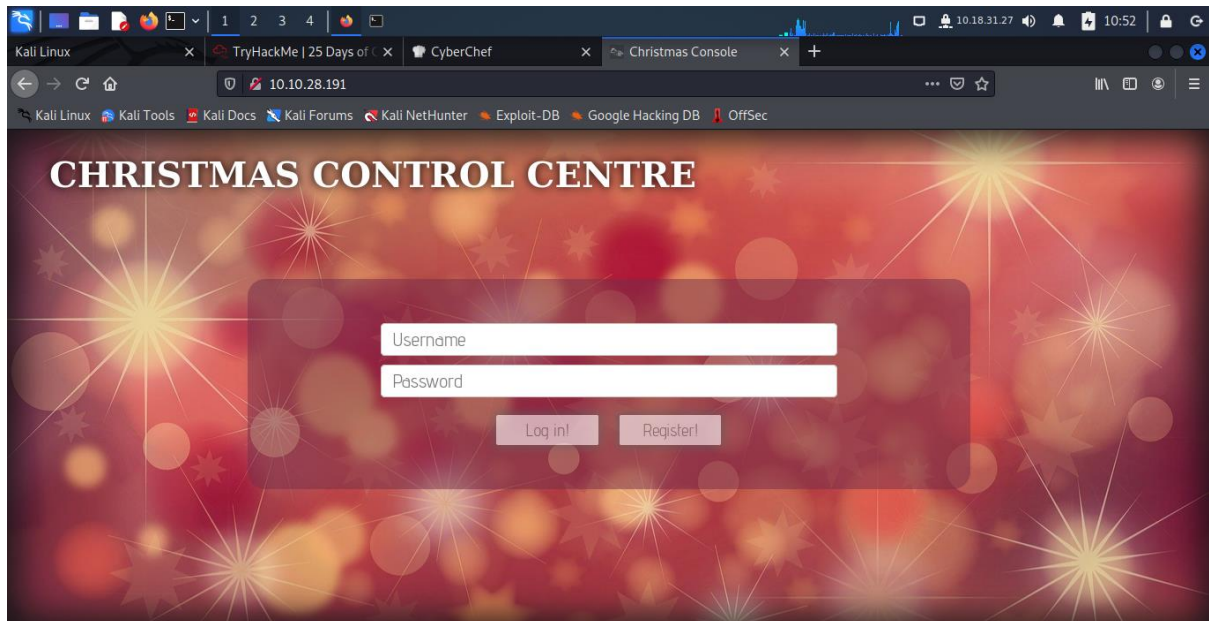 1 2 3 4 10.18.31.27 10:52
Kali Linux TryHackMe | 25 Days of C CyberChef Christmas Console
10.10.28.191
Kali Linux Kali Tools Kali Docs Kali Forums Kali NetHunter Exploit-DB Google Hacking DB OffSec
CHRISTMAS CONTROL CENTRE
Username
Password
Log in! Register!